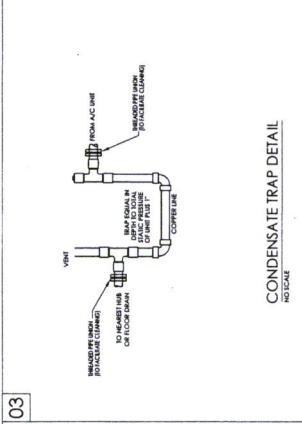 03
FROM A/C UNIT
THREADED PIPE UNION
(TO FACILITATE CLEANING)
VENT
TRAP EQUAL IN
DEPTH TO TOTAL
STATIC PRESSURE
OF UNIT PLUS 1"
COPPER LINE
THREADED PIPE UNION
(TO FACILITATE CLEANING)
TO NEAREST HUB
OR FLOOR DRAIN
CONDENSATE TRAP DETAIL
NO SCALE